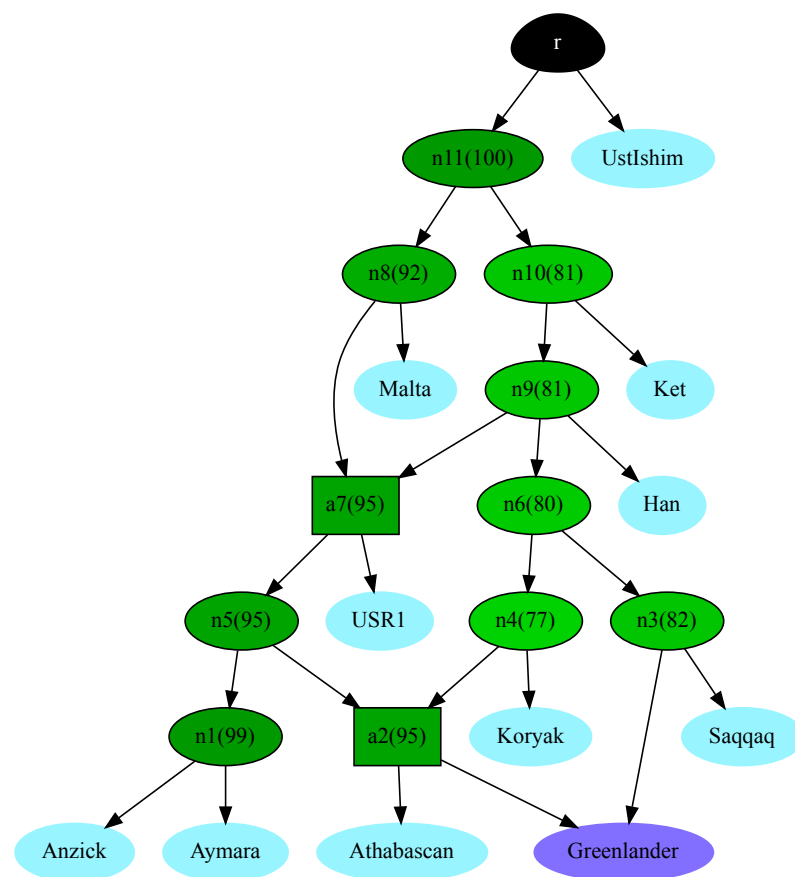 r
n11(100)
UstIshim
n8(92)
n10(81)
Malta
n9(81)
Ket
a7(95)
n6(80)
Han
n5(95)
USR1
n4(77)
n3(82)
n1(99)
a2(95)
Koryak
Saqqaq
Anzick
Aymara
Athabascan
Greenlander